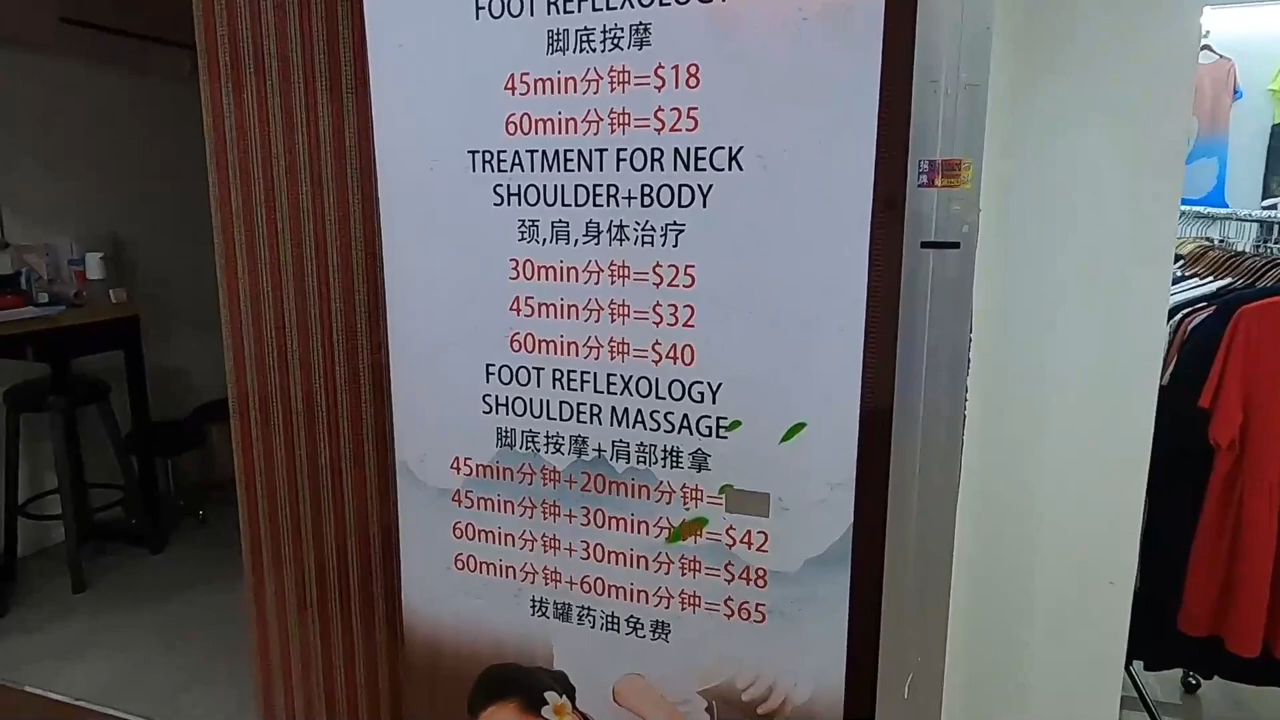 FOOT REFLEXOLOGY
脚底按摩
45min分钟=$18
60min分钟=$25
TREATMENT FOR NECK
SHOULDER+BODY
颈,肩,身体治疗
30min分钟=$25
45min分钟=$32
60min分钟=$40
FOOT REFLEXOLOGY
SHOULDER MASSAGE
脚底按摩+肩部推拿
45min分钟+20min分钟=
45min分钟+30min分钟=$42
60min分钟+30min分钟=$48
60min分钟+60min分钟=$65
拔罐药油免费